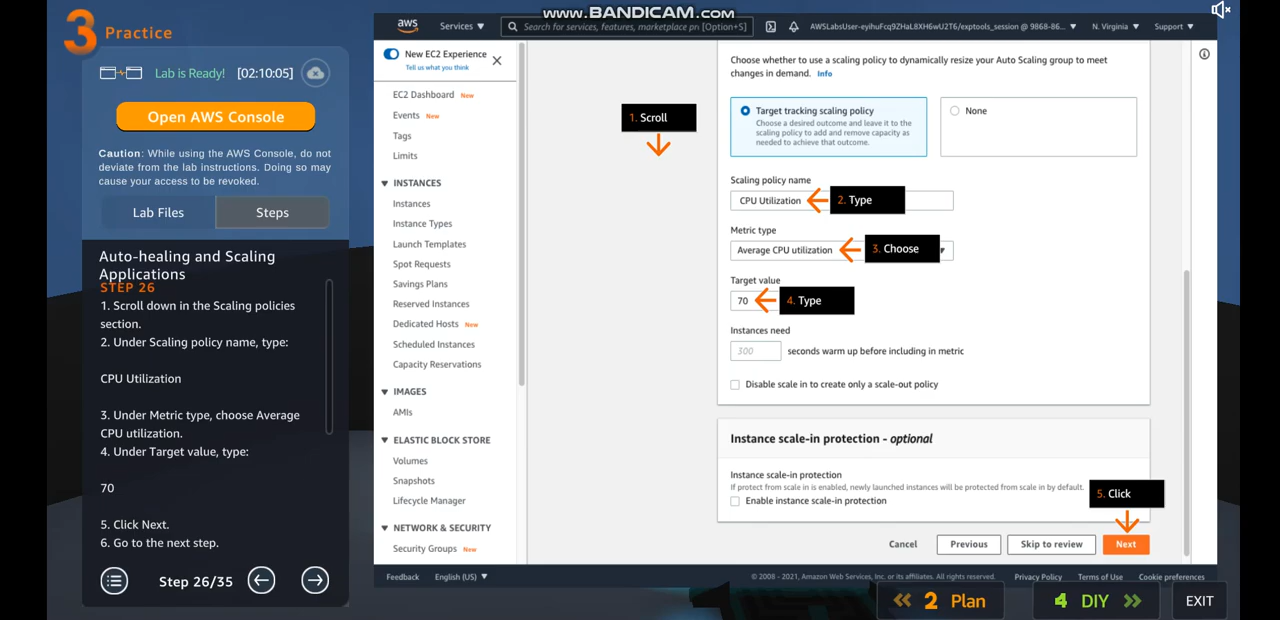 www.BANDICAM.com
3 Practice
Lab is Ready! [02:10:05]
Open AWS Console
Caution: While using the AWS Console, do not
deviate from the lab instructions. Doing so may
cause your access to be revoked.
Lab Files
Steps
Auto-healing and Scaling
Applications
STEP 26
1. Scroll down in the Scaling policies
section.
2. Under Scaling policy name, type:
CPU Utilization
3. Under Metric type, choose Average
CPU utilization.
4. Under Target value, type:
70
5. Click Next.
6. Go to the next step.
Step 26/35
aws
Services
Search for services, features, marketplace pr [Option+S]
AWSLabsUser-eyihuFcq9ZHaL8XH6wU2T6/exptools_session @ 9868-86...
N. Virginia
Support
New EC2 Experience
Tell us what you think
EC2 Dashboard New
Events New
Tags
Limits
INSTANCES
Instances
Instance Types
Launch Templates
Spot Requests
Savings Plans
Reserved Instances
Dedicated Hosts New
Scheduled Instances
Capacity Reservations
IMAGES
AMIs
ELASTIC BLOCK STORE
Volumes
Snapshots
Lifecycle Manager
NETWORK & SECURITY
Security Groups New
1. Scroll
Choose whether to use a scaling policy to dynamically resize your Auto Scaling group to meet
changes in demand. Info
Target tracking scaling policy
Choose a desired outcome and leave it to the
scaling policy to add and remove capacity as
needed to achieve that outcome.
None
Scaling policy name
CPU Utilization
2. Type
Metric type
Average CPU utilization
3. Choose
Target value
70
4. Type
Instances need
300 seconds warm up before including in metric
Disable scale in to create only a scale-out policy
Instance scale-in protection - optional
Instance scale-in protection
If protect from scale in is enabled, newly launched instances will be protected from scale in by default.
Enable instance scale-in protection
5. Click
Cancel
Previous
Skip to review
Next
Feedback
English (US)
© 2008 - 2021, Amazon Web Services, Inc. or its affiliates. All rights reserved.
Privacy Policy
Terms of Use
Cookie preferences
2 Plan
4 DIY
EXIT